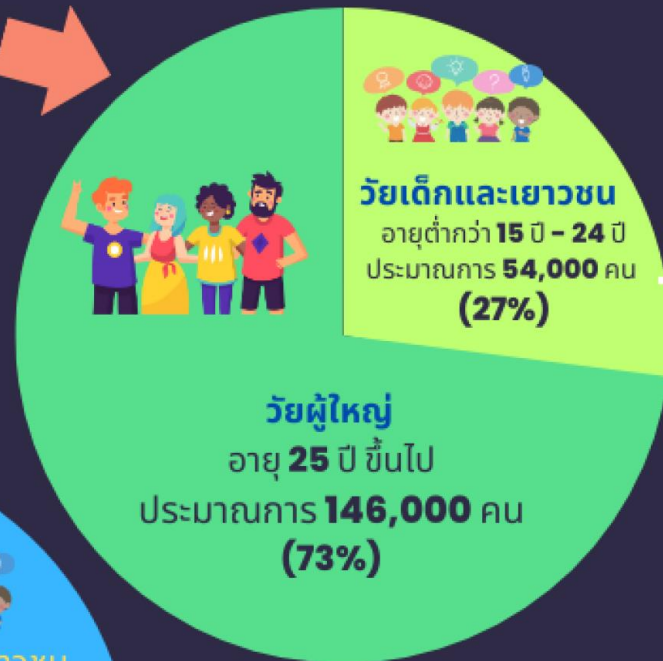 วัยเด็กและเยาวชน
อายุต่ำกว่า 15 ปี - 24 ปี
ประมาณการ 54,000 คน
(27%)
วัยผู้ใหญ่
อายุ 25 ปี ขึ้นไป
ประมาณการ 146,000 คน
(73%)